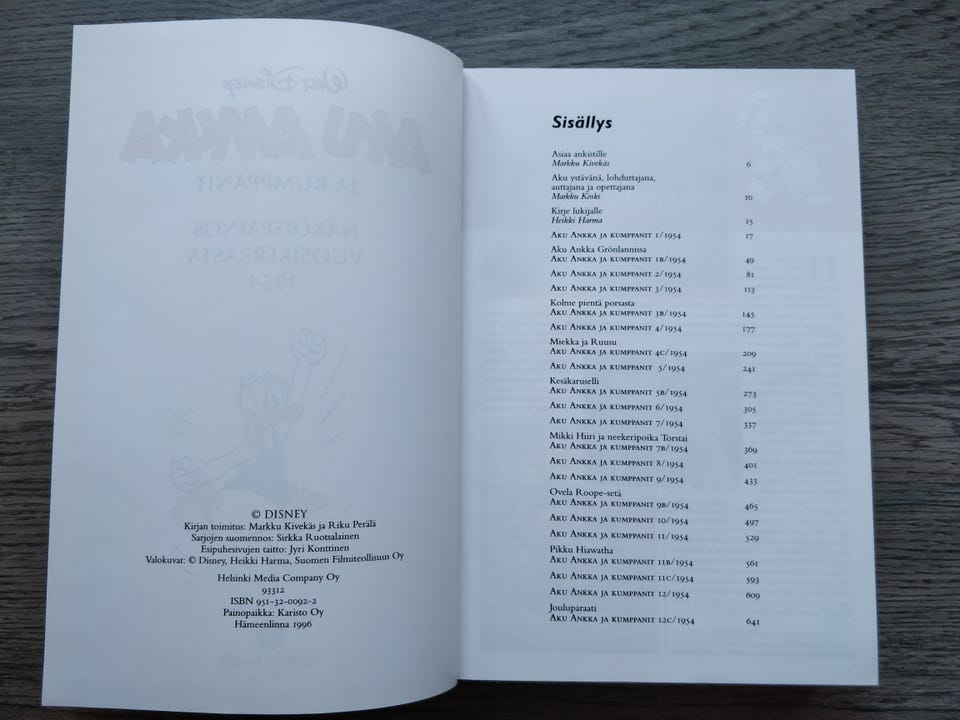 WALT DISNEY
AKU ANKKA
JA KUMPPANIT
NÄKÖISPAINOS
VUOSIKERRASTA
1954
© DISNEY
Kirjan toimitus: Markku Kivekäs ja Riku Perälä
Sarjojen suomennos: Sirkka Ruotsalainen
Esipuhesivujen taitto: Jyri Konttinen
Valokuvat: © Disney, Heikki Harma, Suomen Filmiteollisuus Oy
Helsinki Media Company Oy
93312
ISBN 951-32-0092-2
Painopaikka: Karisto Oy
Hämeenlinna 1996
Helsinki Media
Sisällys
Asiaa ankistille
Markku Kivekäs 6
Aku ystävänä, lohduttajana,
auttajana ja opettajana
Markku Koski 10
Kirje lukijalle
Heikki Harma 15
AKU ANKKA JA KUMPPANIT 1/1954 17
Aku Ankka Grönlannissa
AKU ANKKA JA KUMPPANIT 1B/1954 49
AKU ANKKA JA KUMPPANIT 2/1954 81
AKU ANKKA JA KUMPPANIT 3/1954 113
Kolme pientä porsasta
AKU ANKKA JA KUMPPANIT 3B/1954 145
AKU ANKKA JA KUMPPANIT 4/1954 177
Miekka ja Ruusu
AKU ANKKA JA KUMPPANIT 4C/1954 209
AKU ANKKA JA KUMPPANIT 5/1954 241
Kesäkaruselli
AKU ANKKA JA KUMPPANIT 5B/1954 273
AKU ANKKA JA KUMPPANIT 6/1954 305
AKU ANKKA JA KUMPPANIT 7/1954 337
Mikki Hiiri ja neekeripoika Torstai
AKU ANKKA JA KUMPPANIT 7B/1954 369
AKU ANKKA JA KUMPPANIT 8/1954 401
AKU ANKKA JA KUMPPANIT 9/1954 433
Ovela Roope-setä
AKU ANKKA JA KUMPPANIT 9B/1954 465
AKU ANKKA JA KUMPPANIT 10/1954 497
AKU ANKKA JA KUMPPANIT 11/1954 529
Pikku Hiawatha
AKU ANKKA JA KUMPPANIT 11B/1954 561
AKU ANKKA JA KUMPPANIT 11C/1954 593
AKU ANKKA JA KUMPPANIT 12/1954 609
Jouluparaati
AKU ANKKA JA KUMPPANIT 12C/1954 641